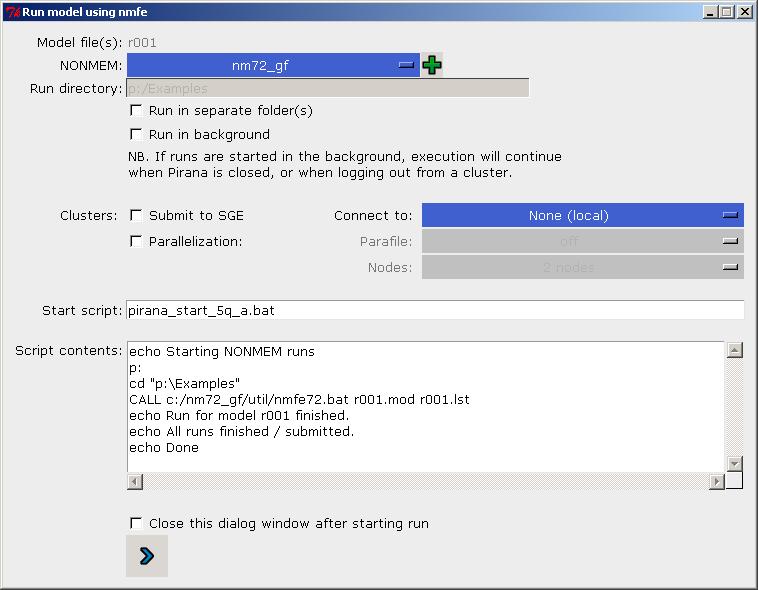 Run model using nmfe
Model file(s): r001
NONMEM: nm72_gf
Run directory: p:/Examples
Run in separate folder(s)
Run in background
NB. If runs are started in the background, execution will continue
when Pirana is closed, or when logging out from a cluster.
Clusters: Submit to SGE Connect to: None (local)
Parallelization: Parafile: off
Nodes: 2 nodes
Start script: pirana_start_5q_a.bat
Script contents: echo Starting NONMEM runs
p:
cd "p:\Examples"
CALL c:/nm72_gf/util/nmfe72.bat r001.mod r001.lst
echo Run for model r001 finished.
echo All runs finished / submitted.
echo Done
Close this dialog window after starting run